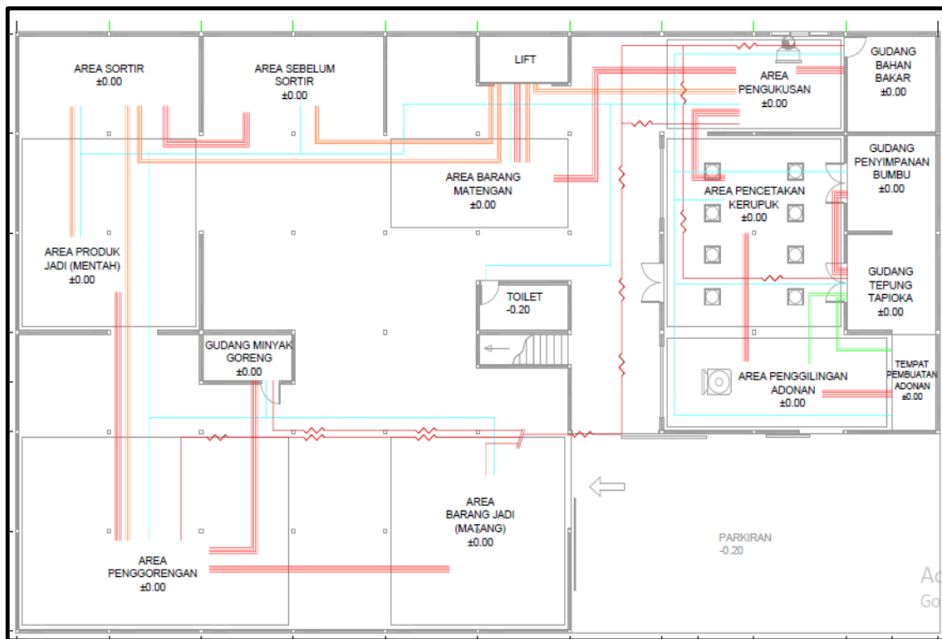 AREA SORTIR
±0.00
AREA SEBELUM
SORTIR
±0.00
LIFT
AREA
PENGUKUSAN
±0.00
GUDANG
BAHAN
BAKAR
±0.00
AREA BARANG
MATENGAN
±0.00
AREA PENCETAKAN
KERUPUK
±0.00
GUDANG
PENYIMPANAN
BUMBU
±0.00
AREA PRODUK
JADI (MENTAH)
±0.00
TOILET
-0.20
GUDANG
TEPUNG
TAPIOKA
±0.00
GUDANG MINYAK
GORENG
±0.00
AREA PENGGILINGAN
ADONAN
±0.00
TEMPAT
PEMBUATAN
ADONAN
±0.00
AREA
BARANG JADI
(MATANG)
±0.00
AREA
PENGGORENGAN
±0.00
PARKIRAN
-0.20
Ac
Go